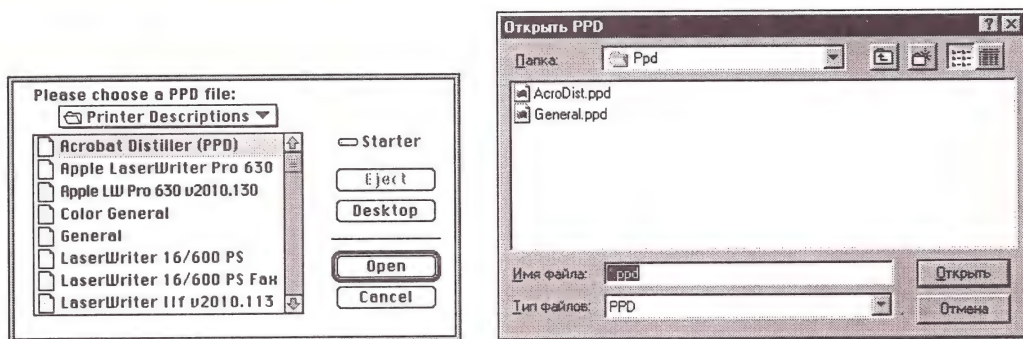 Please choose a PPD file:
Printer Descriptions
Acrobat Distiller (PPD)
Apple LaserWriter Pro 630
Apple LW Pro 630 v2010.130
Color General
General
LaserWriter 16/600 PS
LaserWriter 16/600 PS Fax
LaserWriter IIf v2010.113
Starter
Eject
Desktop
Open
Cancel
Открыть PPD
Папка: Ppd
AcroDist.ppd
General.ppd
Имя файла: *.ppd
Открыть
Тип файлов: PPD
Отмена